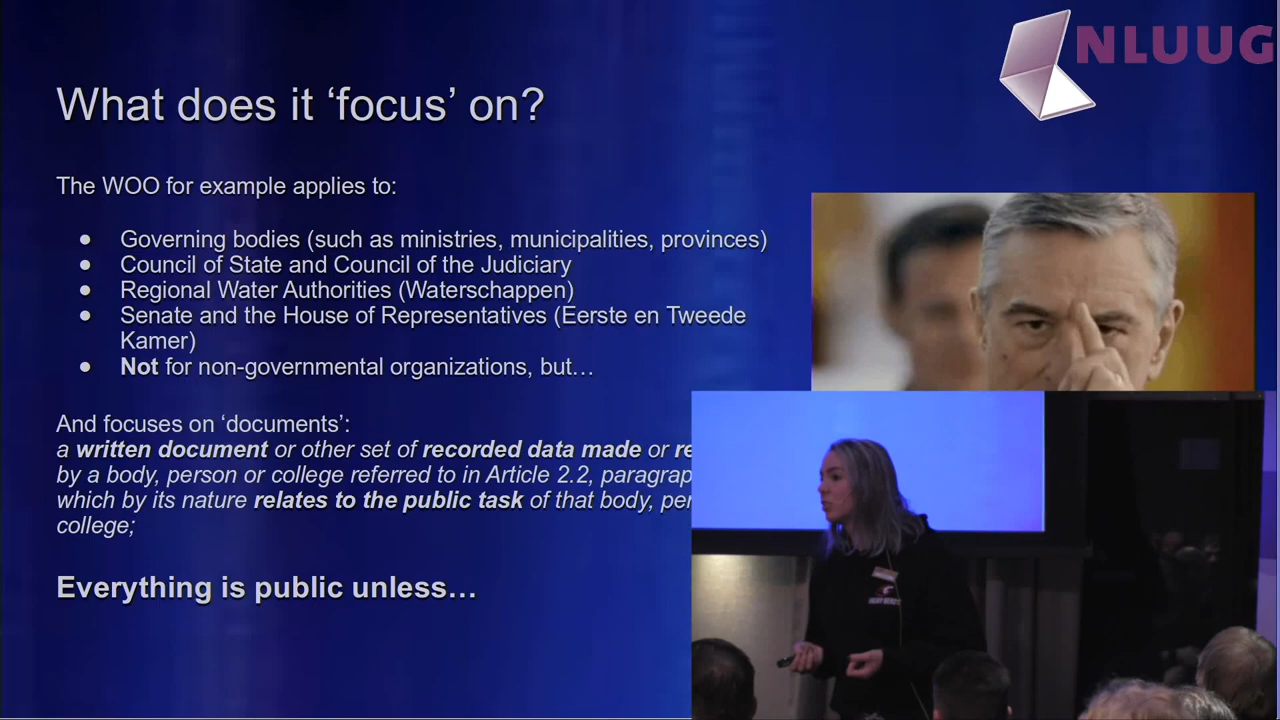 NLUUG
What does it ‘focus’ on?
The WOO for example applies to:
● Governing bodies (such as ministries, municipalities, provinces)
● Council of State and Council of the Judiciary
● Regional Water Authorities (Waterschappen)
● Senate and the House of Representatives (Eerste en Tweede
Kamer)
● Not for non-governmental organizations, but…
And focuses on ‘documents’:
a written document or other set of recorded data made or re
by a body, person or college referred to in Article 2.2, paragrap
which by its nature relates to the public task of that body, per
college;
Everything is public unless…